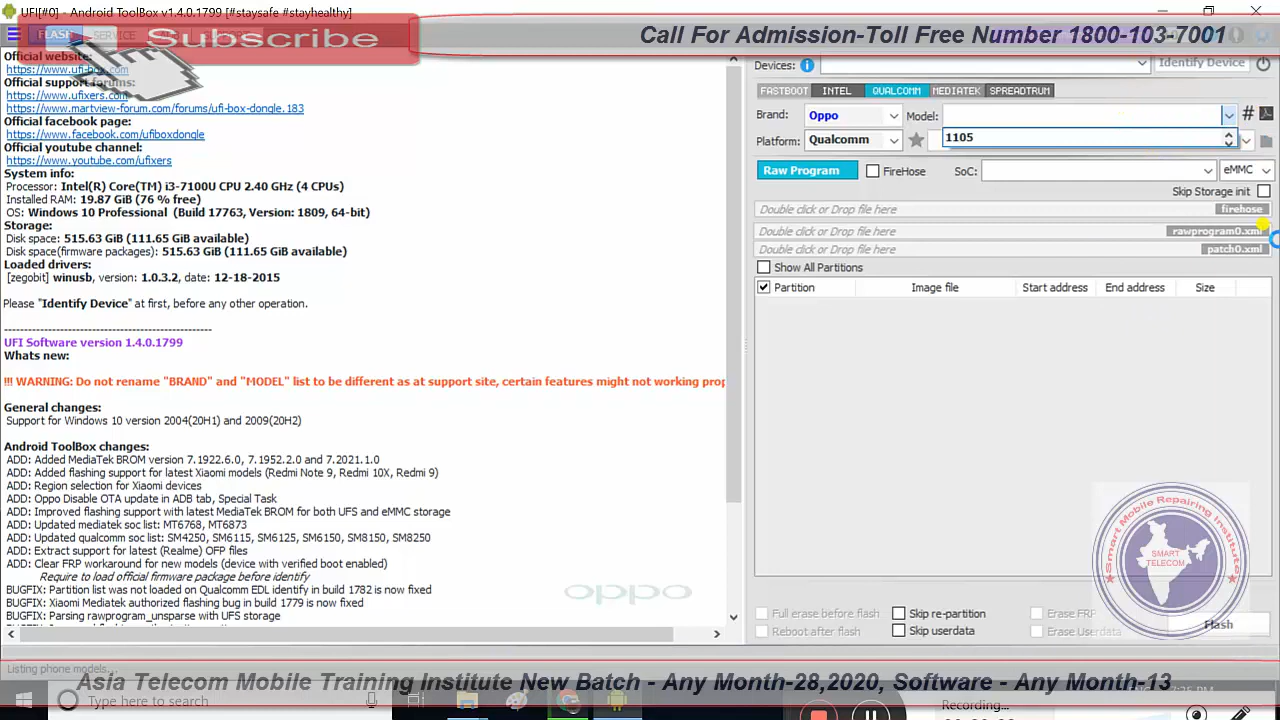 UFI[#0] - Android ToolBox v1.4.0.1799 [#staysafe #stayhealthy]
FLASH SERVICE
Subscribe
Call For Admission-Toll Free Number 1800-103-7001
Official website:
https://www.ufi-box.com
Official support forums:
https://www.ufixers.com
https://www.martview-forum.com/forums/ufi-box-dongle.183
Official facebook page:
https://www.facebook.com/ufiboxdongle
Official youtube channel:
https://www.youtube.com/ufixers
System info:
Processor: Intel(R) Core(TM) i3-7100U CPU 2.40 GHz (4 CPUs)
Installed RAM: 19.87 GiB (76 % free)
OS: Windows 10 Professional (Build 17763, Version: 1809, 64-bit)
Storage:
Disk space: 515.63 GiB (111.65 GiB available)
Disk space(firmware packages): 515.63 GiB (111.65 GiB available)
Loaded drivers:
[zegobit] winusb, version: 1.0.3.2, date: 12-18-2015
Please "Identify Device" at first, before any other operation.
----------------------------------------------------
UFI Software version 1.4.0.1799
Whats new:
!!! WARNING: Do not rename "BRAND" and "MODEL" list to be different as at support site, certain features might not working prop
General changes:
Support for Windows 10 version 2004(20H1) and 2009(20H2)
Android ToolBox changes:
ADD: Added MediaTek BROM version 7.1922.6.0, 7.1952.2.0 and 7.2021.1.0
ADD: Added flashing support for latest Xiaomi models (Redmi Note 9, Redmi 10X, Redmi 9)
ADD: Region selection for Xiaomi devices
ADD: Oppo Disable OTA update in ADB tab, Special Task
ADD: Improved flashing support with latest MediaTek BROM for both UFS and eMMC storage
ADD: Updated mediatek soc list: MT6768, MT6873
ADD: Updated qualcomm soc list: SM4250, SM6115, SM6125, SM6150, SM8150, SM8250
ADD: Extract support for latest (Realme) OFP files
ADD: Clear FRP workaround for new models (device with verified boot enabled)
Require to load official firmware package before identify
BUGFIX: Partition list was not loaded on Qualcomm EDL identify in build 1782 is now fixed
BUGFIX: Xiaomi Mediatek authorized flashing bug in build 1779 is now fixed
BUGFIX: Parsing rawprogram_unsparse with UFS storage
oppo
Devices: Identify Device
FASTBOOT INTEL QUALCOMM MEDIATEK SPREADTRUM
Brand: Oppo Model: #
1105
Platform: Qualcomm
Raw Program FireHose SoC: eMMC
Skip Storage init
Double click or Drop file here firehose
Double click or Drop file here rawprogram0.xml
Double click or Drop file here patch0.xml
Show All Partitions
Partition Image file Start address End address Size
Smart Mobile Repairing Institute
SMART TELECOM
Full erase before flash Skip re-partition Erase FRP
Reboot after flash Skip userdata Erase Userdata
Flash
Listing phone models...
Asia Telecom Mobile Training Institute New Batch - Any Month-28,2020, Software - Any Month-13
Type here to search
Recording...